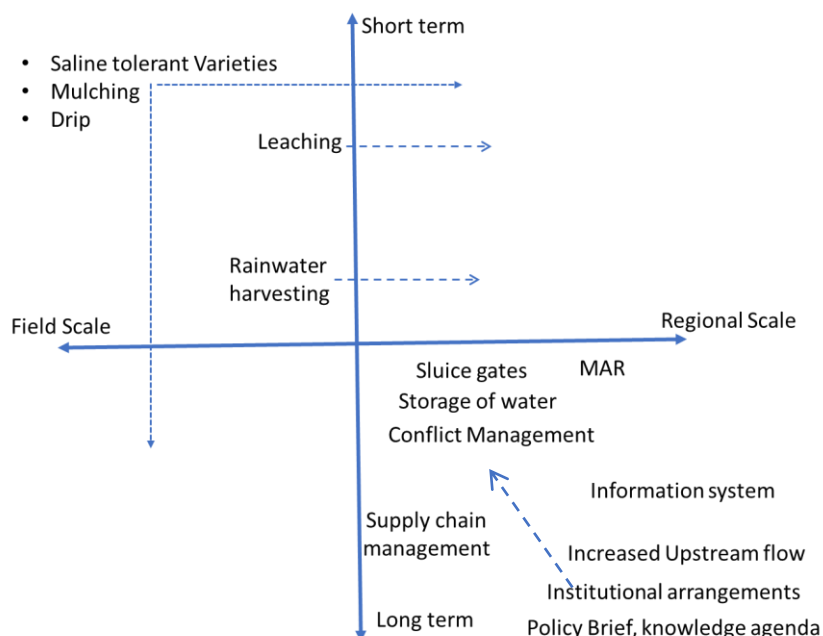 Short term
• Saline tolerant Varieties
• Mulching
• Drip
Leaching
Rainwater
harvesting
Field Scale
Regional Scale
Sluice gates
MAR
Storage of water
Conflict Management
Information system
Supply chain
management
Increased Upstream flow
Institutional arrangements
Long term
Policy Brief, knowledge agenda